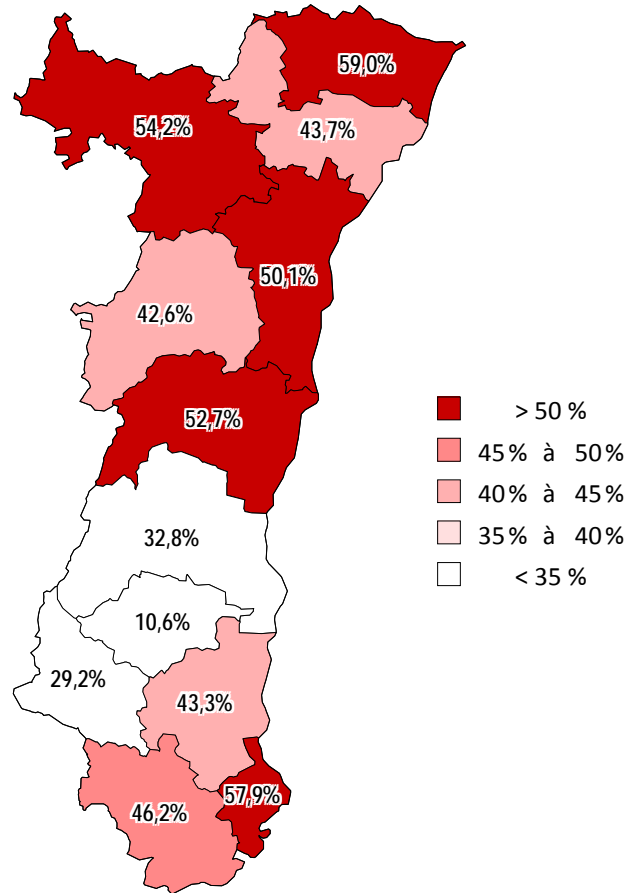 59,0%
54,2%
43,7%
50,1%
42,6%
52,7%
32,8%
10,6%
29,2%
43,3%
57,9%
46,2%
> 50 %
45 % à 50 %
40 % à 45 %
35 % à 40 %
< 35 %